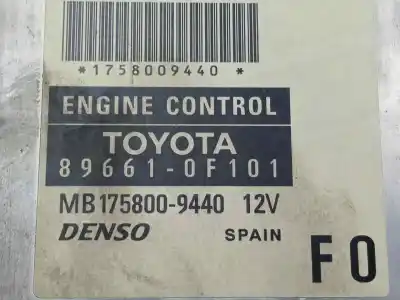 *1758009440*
ENGINE CONTROL
TOYOTA
89661-0F101
MB175800-9440 12V
DENSO SPAIN
F0